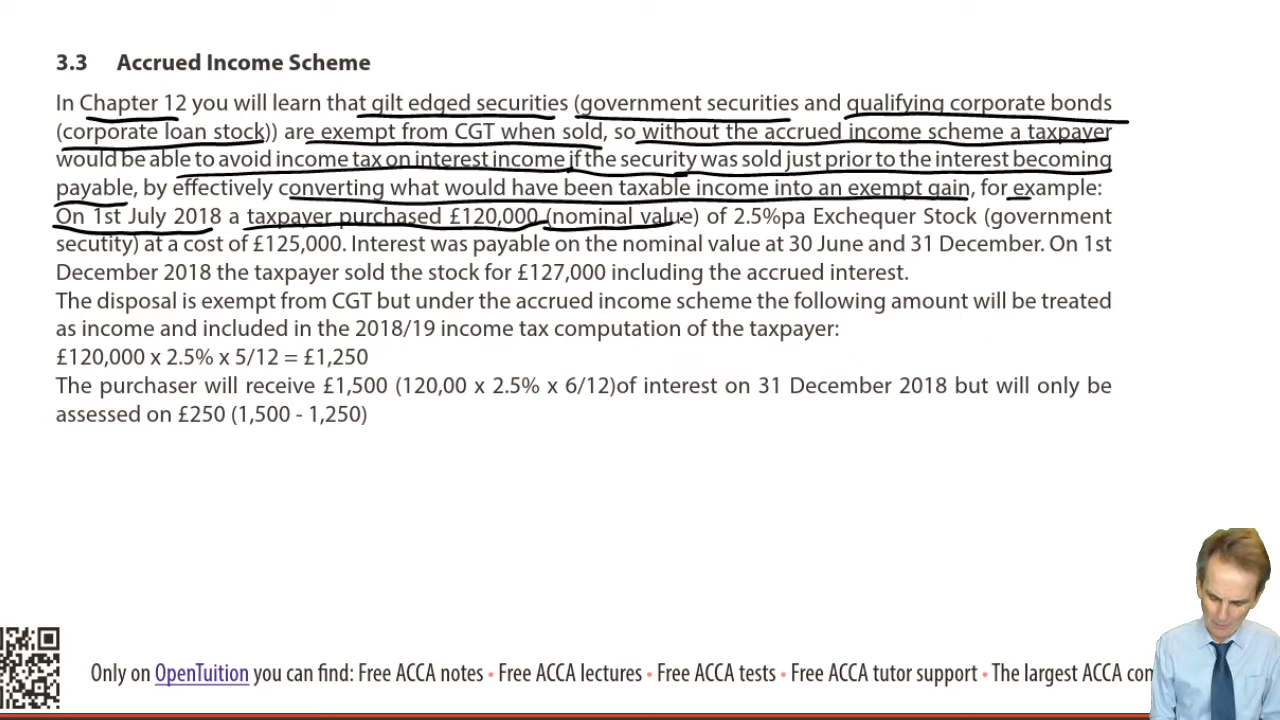 3.3 Accrued Income Scheme
In Chapter 12 you will learn that gilt edged securities (government securities and qualifying corporate bonds
(corporate loan stock)) are exempt from CGT when sold, so without the accrued income scheme a taxpayer
would be able to avoid income tax on interest income if the security was sold just prior to the interest becoming
payable, by effectively converting what would have been taxable income into an exempt gain, for example:
On 1st July 2018 a taxpayer purchased £120,000 (nominal value) of 2.5%pa Exchequer Stock (government
secutity) at a cost of £125,000. Interest was payable on the nominal value at 30 June and 31 December. On 1st
December 2018 the taxpayer sold the stock for £127,000 including the accrued interest.
The disposal is exempt from CGT but under the accrued income scheme the following amount will be treated
as income and included in the 2018/19 income tax computation of the taxpayer:
£120,000 x 2.5% x 5/12 = £1,250
The purchaser will receive £1,500 (120,00 x 2.5% x 6/12)of interest on 31 December 2018 but will only be
assessed on £250 (1,500 - 1,250)
Only on OpenTuition you can find: Free ACCA notes • Free ACCA lectures • Free ACCA tests • Free ACCA tutor support • The largest ACCA com